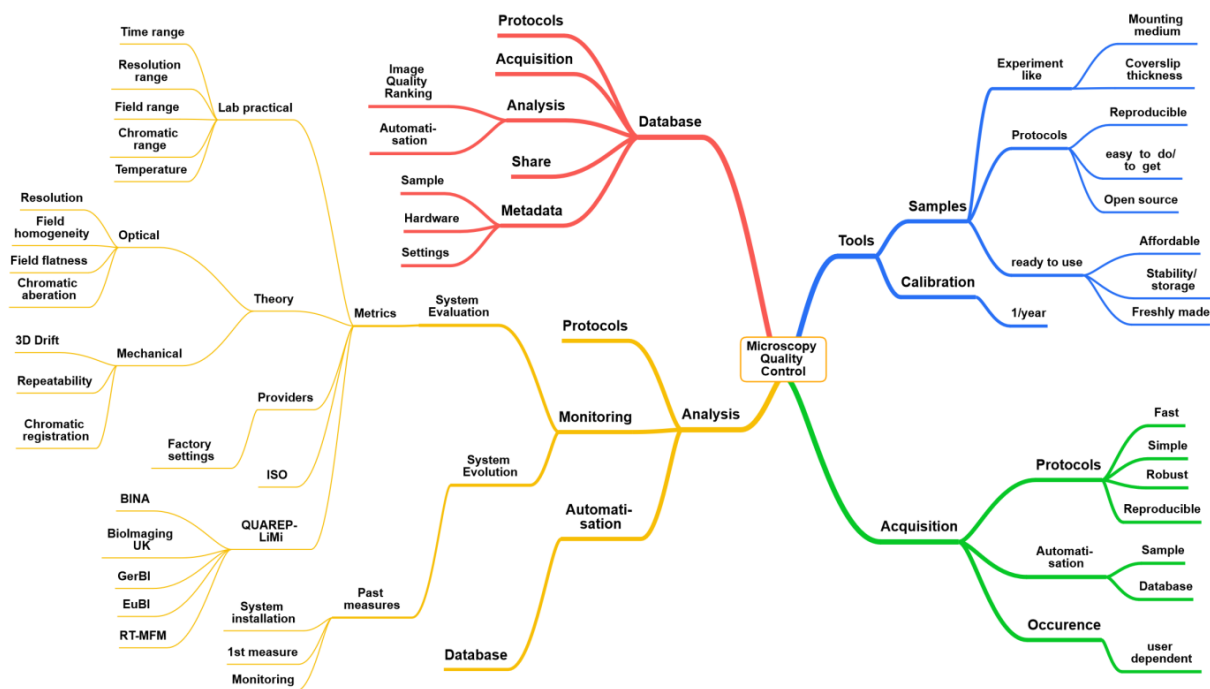 Microscopy
Quality
Control
Database
Protocols
Acquisition
Analysis
Image
Quality
Ranking
Automati-
sation
Share
Metadata
Sample
Hardware
Settings
Tools
Samples
Experiment
like
Mounting
medium
Coverslip
thickness
Protocols
Reproducible
easy to do/
to get
Open source
ready to use
Affordable
Stability/
storage
Freshly made
Calibration
1/year
Acquisition
Protocols
Fast
Simple
Robust
Reproducible
Automati-
sation
Sample
Database
Occurence
user
dependent
Analysis
Protocols
Monitoring
System
Evaluation
Metrics
Lab practical
Time range
Resolution
range
Field range
Chromatic
range
Temperature
Theory
Optical
Resolution
Field
homogeneity
Field flatness
Chromatic
aberation
Mechanical
3D Drift
Repeatability
Chromatic
registration
Providers
Factory
settings
ISO
QUAREP-
LiMi
BINA
BioImaging
UK
GerBI
EuBI
RT-MFM
System
Evolution
Past
measures
System
installation
1st measure
Monitoring
Automati-
sation
Database